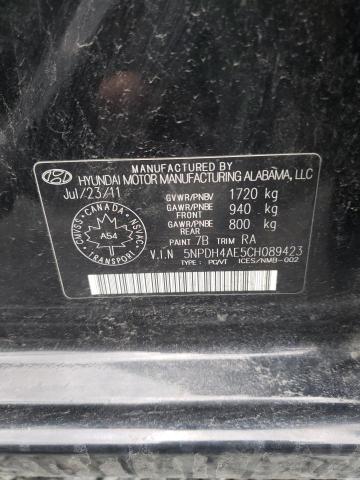 MANUFACTURED BY
HYUNDAI MOTOR MANUFACTURING ALABAMA, LLC
Jul/23/11
GVWR/PNBV 1720 kg
GAWR/PNBE FRONT 940 kg
GAWR/PNBE REAR 800 kg
PAINT 7B TRIM RA
V.I.N 5NPDH4AE5CH089423
TYPE: PC/VT ICES/NMB-002
CANADA
CMVSS NSVAC
A54
TRANSPORT